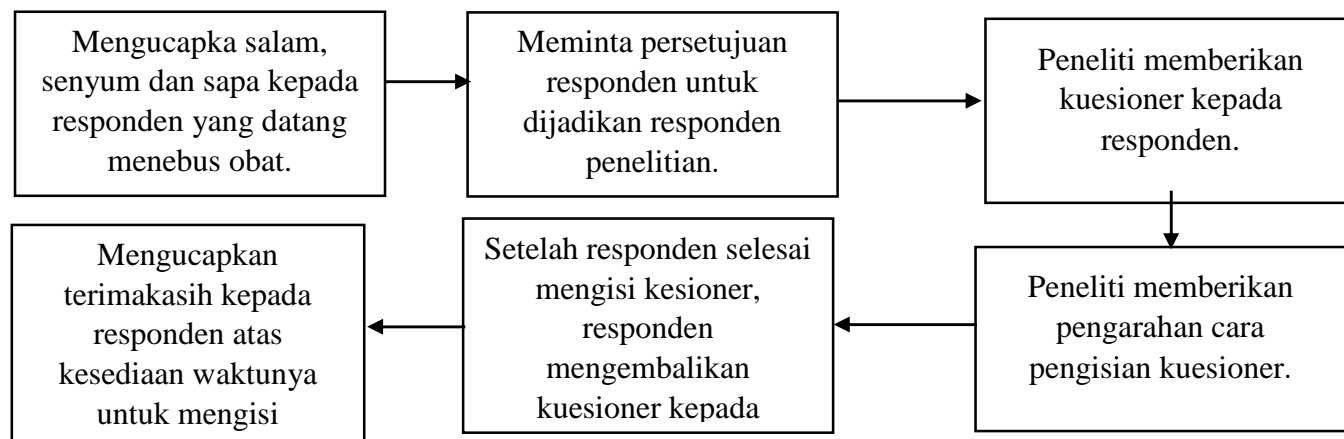 Mengucapka salam,
senyum dan sapa kepada
responden yang datang
menebus obat.
Meminta persetujuan
responden untuk
dijadikan responden
penelitian.
Peneliti memberikan
kuesioner kepada
responden.
Peneliti memberikan
pengarahan cara
pengisian kuesioner.
Setelah responden selesai
mengisi kesioner,
responden
mengembalikan
kuesioner kepada
Mengucapkan
terimakasih kepada
responden atas
kesediaan waktunya
untuk mengisi